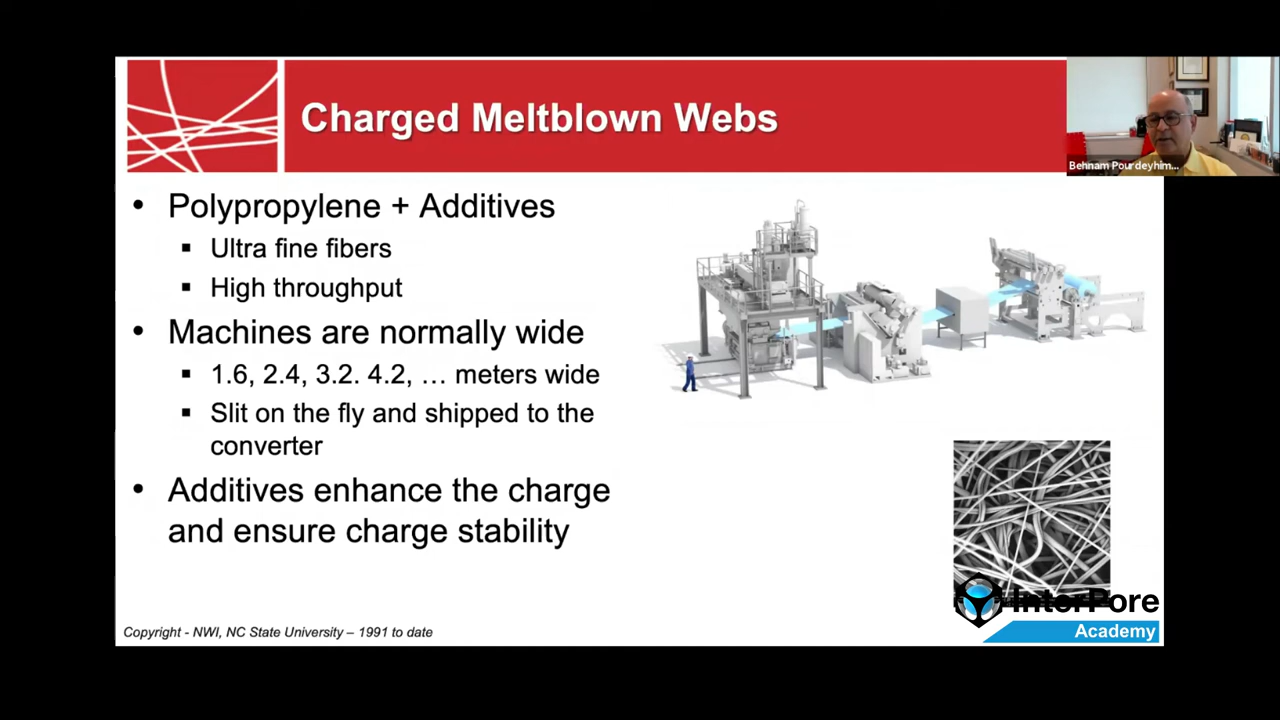 Charged Meltblown Webs
Behnam Pourdeyhim...
• Polypropylene + Additives
▪ Ultra fine fibers
▪ High throughput
• Machines are normally wide
▪ 1.6, 2.4, 3.2. 4.2, … meters wide
▪ Slit on the fly and shipped to the
converter
• Additives enhance the charge
and ensure charge stability
InterPore
Academy
Copyright - NWI, NC State University – 1991 to date